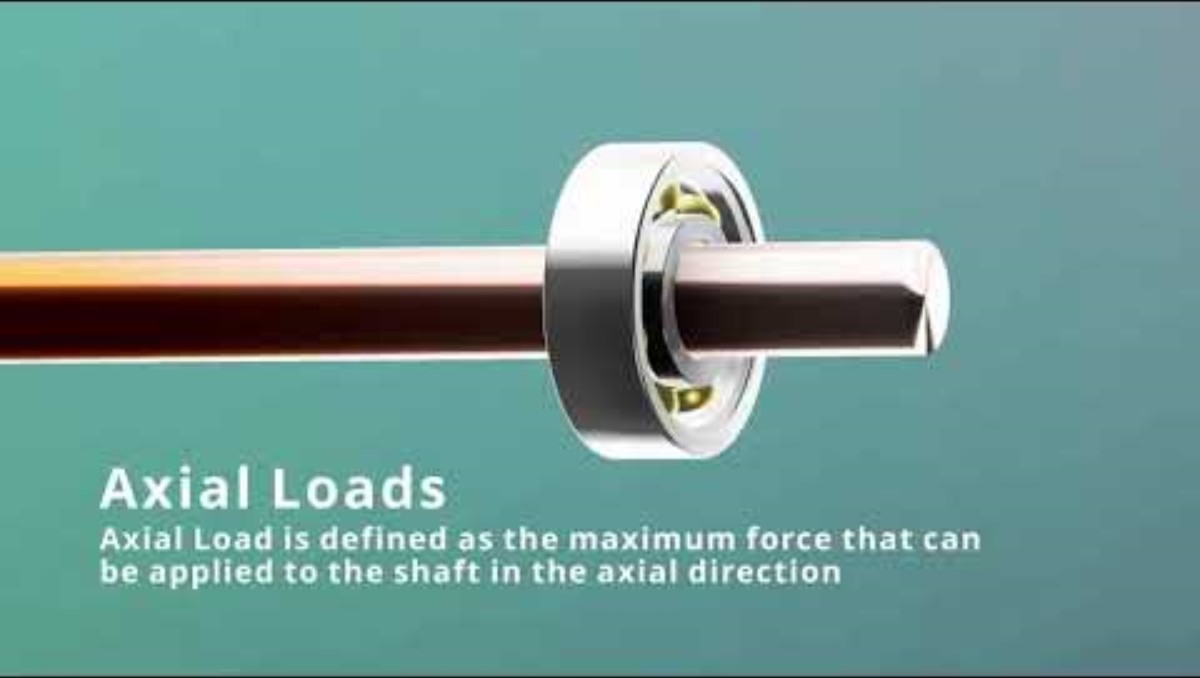 Axial Loads
Axial Load is defined as the maximum force that can
be applied to the shaft in the axial direction